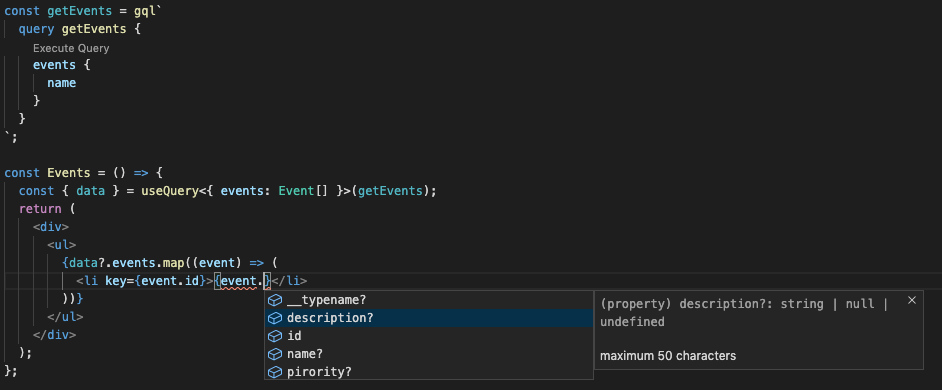 const getEvents = gql`
query getEvents {
Execute Query
events {
name
}
}
`;
const Events = () => {
const { data } = useQuery<{ events: Event[] }>(getEvents);
return (
<div>
<ul>
{data?.events.map((event) => (
<li key={event.id}>{event.}</li>
))}
</ul>
</div>
);
};
__typename?
description?
id
name?
pirority?
(property) description?: string | null |
undefined
maximum 50 characters